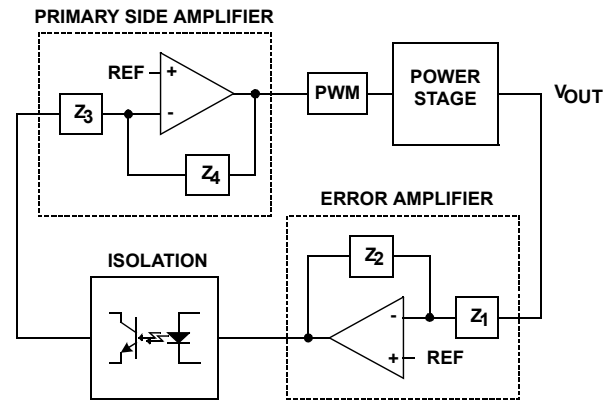 PRIMARY SIDE AMPLIFIER
REF
+
-
Z3
Z4
PWM
POWER
STAGE
VOUT
ERROR AMPLIFIER
ISOLATION
Z2
-
Z1
+
REF